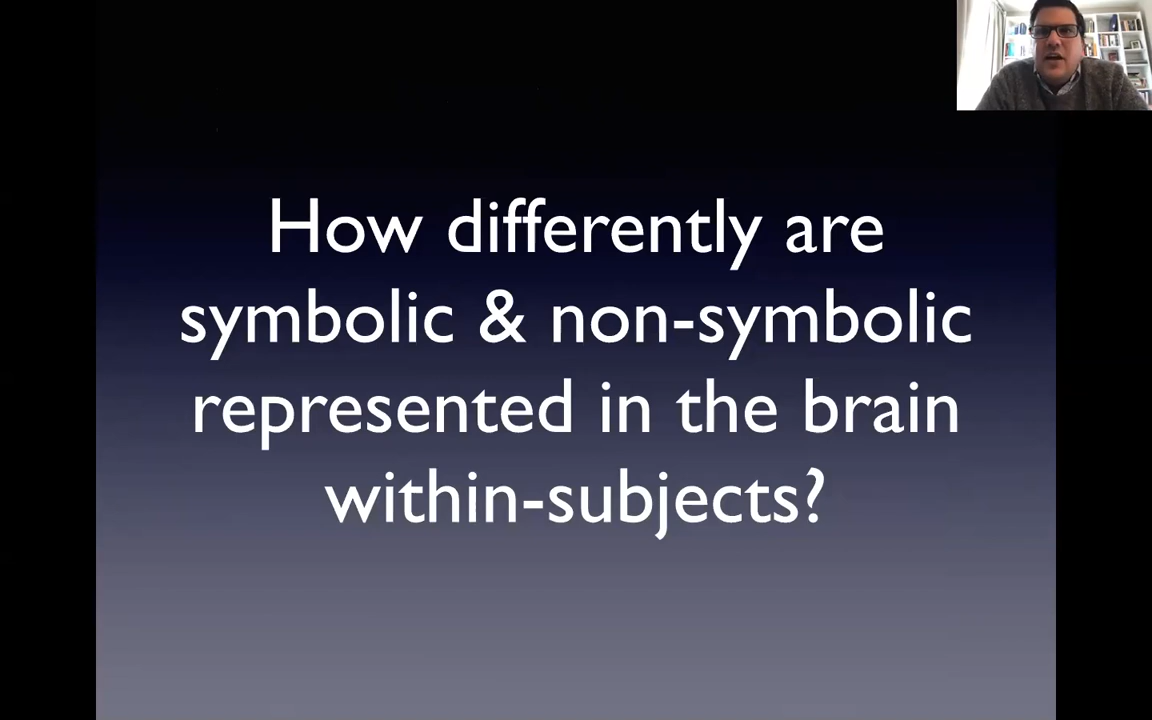 How differently are
symbolic & non-symbolic
represented in the brain
within-subjects?